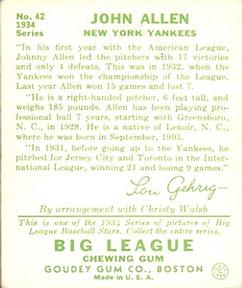 No. 42
1934
Series
JOHN ALLEN
NEW YORK YANKEES
"In his first year with the American League,
Johnny Allen led the pitchers with 17 victories
and only 4 defeats. This was in 1932, when the
Yankees won the championship of the League.
Last year Allen won 15 games and lost 7.
"He is a right-handed pitcher, 6 feet tall, and
weighs 185 pounds. Allen has been playing pro-
fessional ball 7 years, starting with Greensboro,
N. C., in 1928. He is a native of Lenoir, N. C.,
where he was born in September, 1905.
"In 1931, before going up to the Yankees, he
pitched for Jersey City and Toronto in the Inter-
national League, winning 21 and losing 9 games."
Lou Gehrig
By arrangement with Christy Walsh
This is one of the 1934 Series of pictures of Big
League Baseball Stars. Collect the entire series.
BIG LEAGUE
CHEWING GUM
GOUDEY GUM CO., BOSTON
Made in U. S. A.